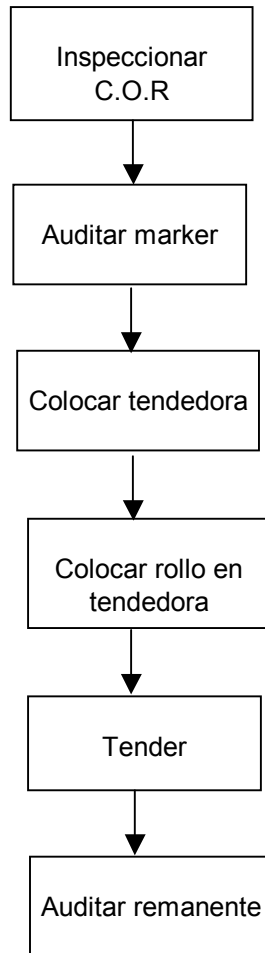 Inspeccionar
C.O.R
Auditar marker
Colocar tendedora
Colocar rollo en
tendedora
Tender
Auditar remanente